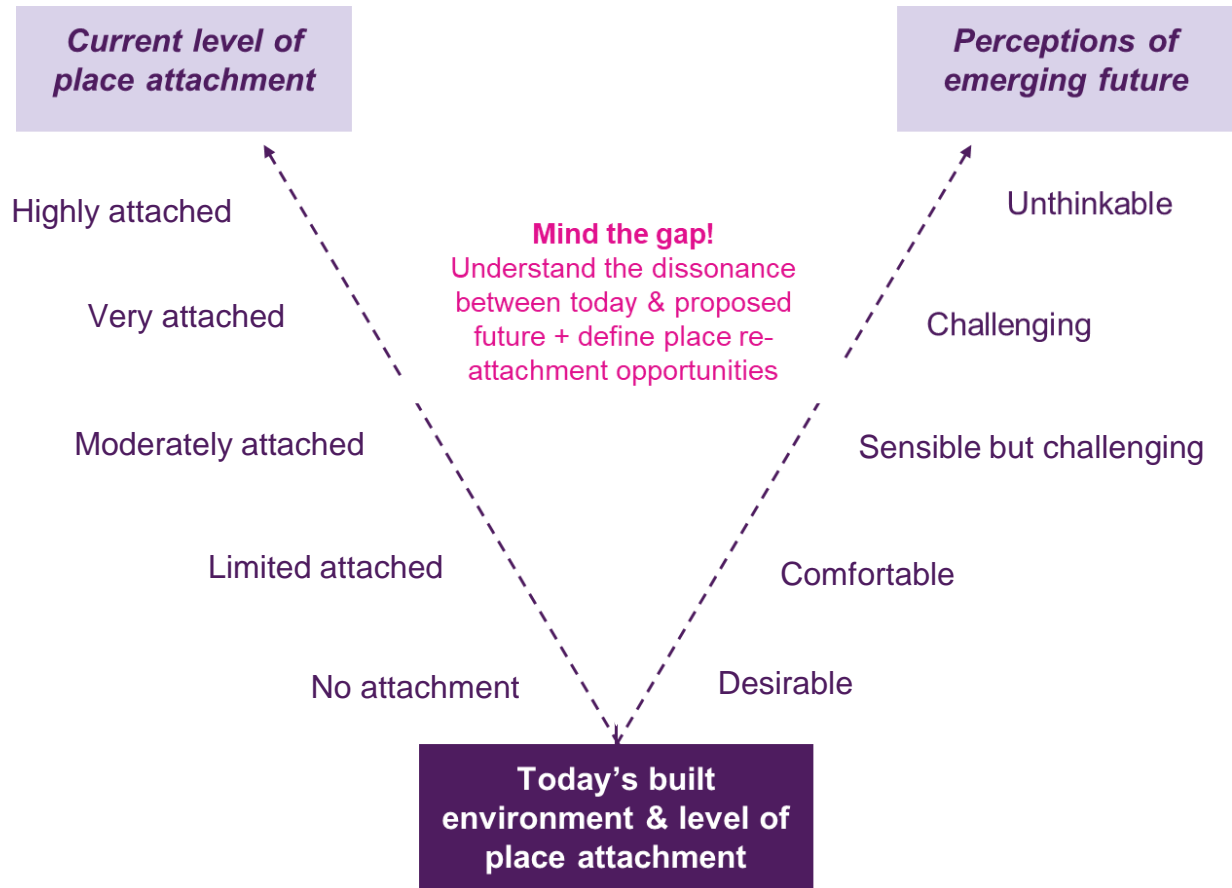 Current level of
place attachment
Perceptions of
emerging future
Highly attached
Very attached
Moderately attached
Limited attached
No attachment
Mind the gap!
Understand the dissonance
between today & proposed
future + define place re-
attachment opportunities
Unthinkable
Challenging
Sensible but challenging
Comfortable
Desirable
Today’s built
environment & level of
place attachment